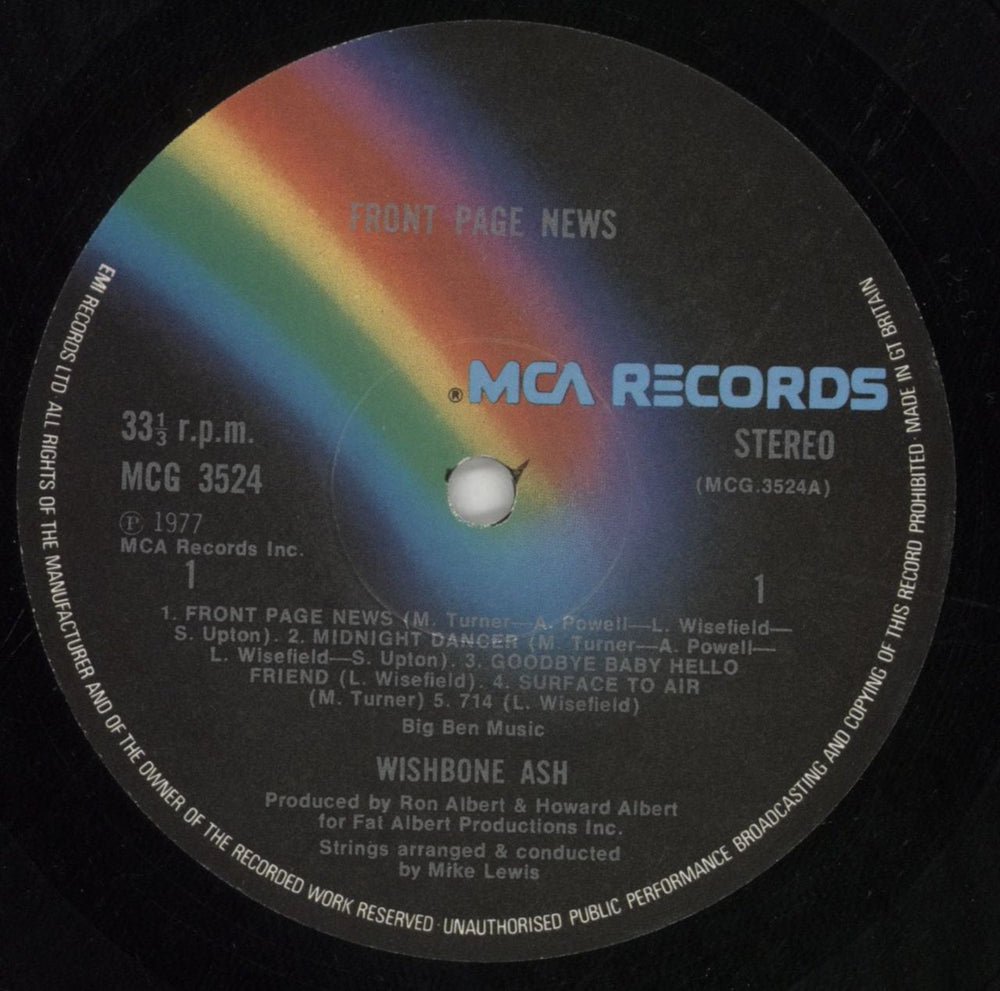 FRONT PAGE NEWS
® MCA RECORDS
33⅓ r.p.m.
STEREO
MCG 3524
(MCG.3524A)
℗ 1977
MCA Records Inc.
1
1
1. FRONT PAGE NEWS (M. Turner—A. Powell—L. Wisefield—
S. Upton). 2. MIDNIGHT DANCER (M. Turner—A. Powell—
L. Wisefield—S. Upton). 3. GOODBYE BABY HELLO
FRIEND (L. Wisefield). 4. SURFACE TO AIR
(M. Turner) 5. 714 (L. Wisefield)
Big Ben Music
WISHBONE ASH
Produced by Ron Albert & Howard Albert
for Fat Albert Productions Inc.
Strings arranged & conducted
by Mike Lewis
EMI RECORDS LTD. ALL RIGHTS OF THE MANUFACTURER AND OF THE OWNER OF THE RECORDED WORK RESERVED · UNAUTHORISED PUBLIC PERFORMANCE BROADCASTING AND COPYING OF THIS RECORD PROHIBITED · MADE IN GT BRITAIN